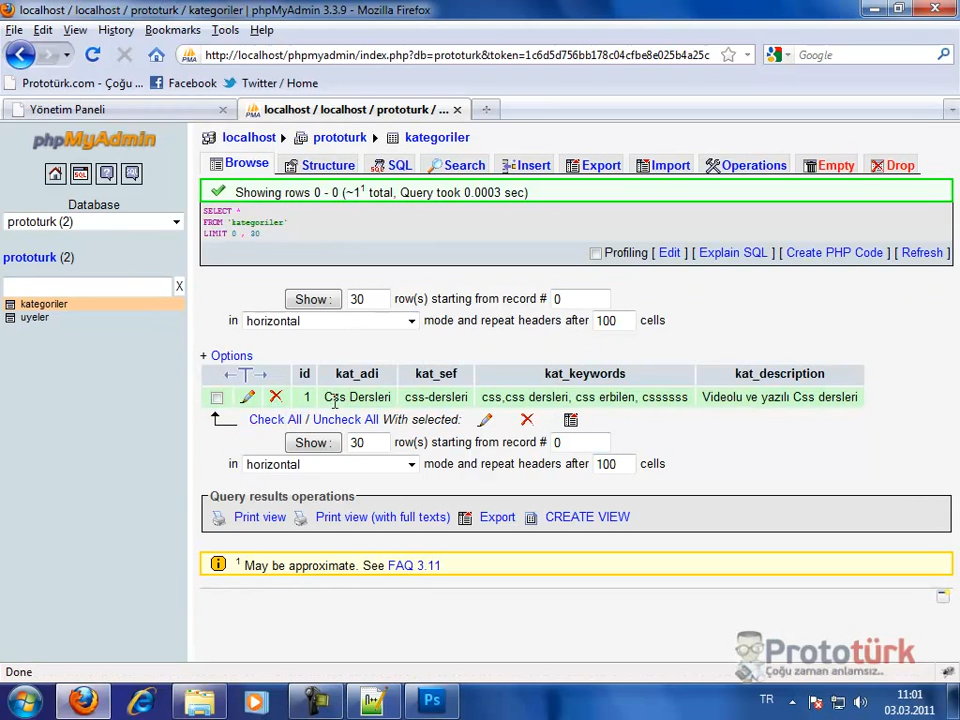 localhost / localhost / prototurk / kategoriler | phpMyAdmin 3.3.9 - Mozilla Firefox
File Edit View History Bookmarks Tools Help
http://localhost/phpmyadmin/index.php?db=prototurk&token=1c6d5d756bb178c04cfbe8e025b4a25c
Google
Prototürk.com - Çoğu ... Facebook Twitter / Home
Yönetim Paneli
localhost / localhost / prototurk / ...
phpMyAdmin
localhost prototurk kategoriler
Browse Structure SQL Search Insert Export Import Operations Empty Drop
Database
prototurk (2)
prototurk (2)
X
kategoriler
uyeler
Showing rows 0 - 0 (~1¹ total, Query took 0.0003 sec)
SELECT *
FROM `kategoriler`
LIMIT 0 , 30
Profiling [ Edit ] [ Explain SQL ] [ Create PHP Code ] [ Refresh ]
Show : 30 row(s) starting from record # 0
in horizontal mode and repeat headers after 100 cells
+ Options
←T→ id kat_adi kat_sef kat_keywords kat_description
1 Css Dersleri css-dersleri css,css dersleri, css erbilen, csssssss Videolu ve yazılı Css dersleri
Check All / Uncheck All With selected:
Show : 30 row(s) starting from record # 0
in horizontal mode and repeat headers after 100 cells
Query results operations
Print view Print view (with full texts) Export CREATE VIEW
¹ May be approximate. See FAQ 3.11
Prototürk
Çoğu zaman anlamsız..
Done
Ps
TR
11:01
03.03.2011